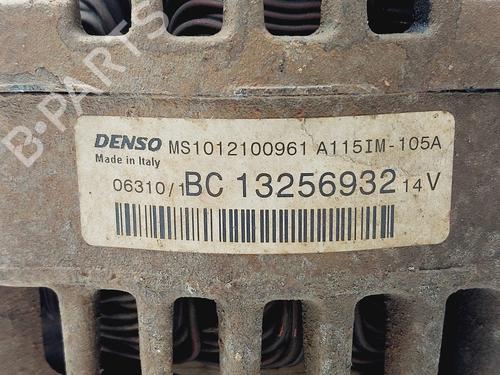 DENSO MS1012100961 A115IM-105A
Made in Italy
06310/1 BC 13256932 14V
B-PARTS